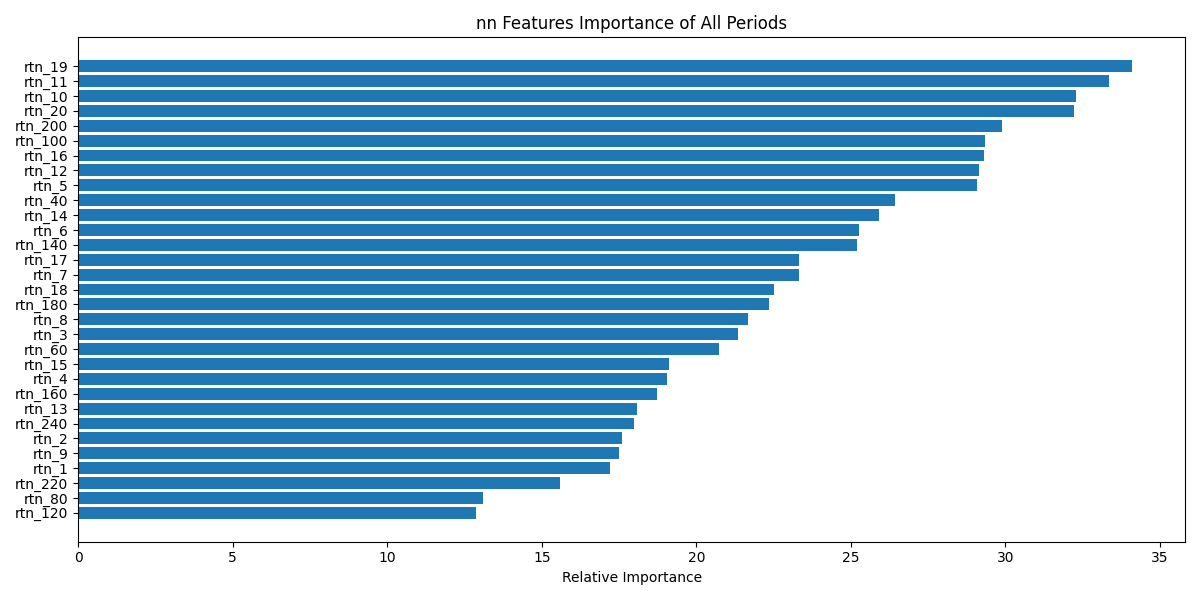 nn Features Importance of All Periods
rtn_19
rtn_11
rtn_10
rtn_20
rtn_200
rtn_100
rtn_16
rtn_12
rtn_5
rtn_40
rtn_14
rtn_6
rtn_140
rtn_17
rtn_7
rtn_18
rtn_180
rtn_8
rtn_3
rtn_60
rtn_15
rtn_4
rtn_160
rtn_13
rtn_240
rtn_2
rtn_9
rtn_1
rtn_220
rtn_80
rtn_120
0 5 10 15 20 25 30 35
Relative Importance